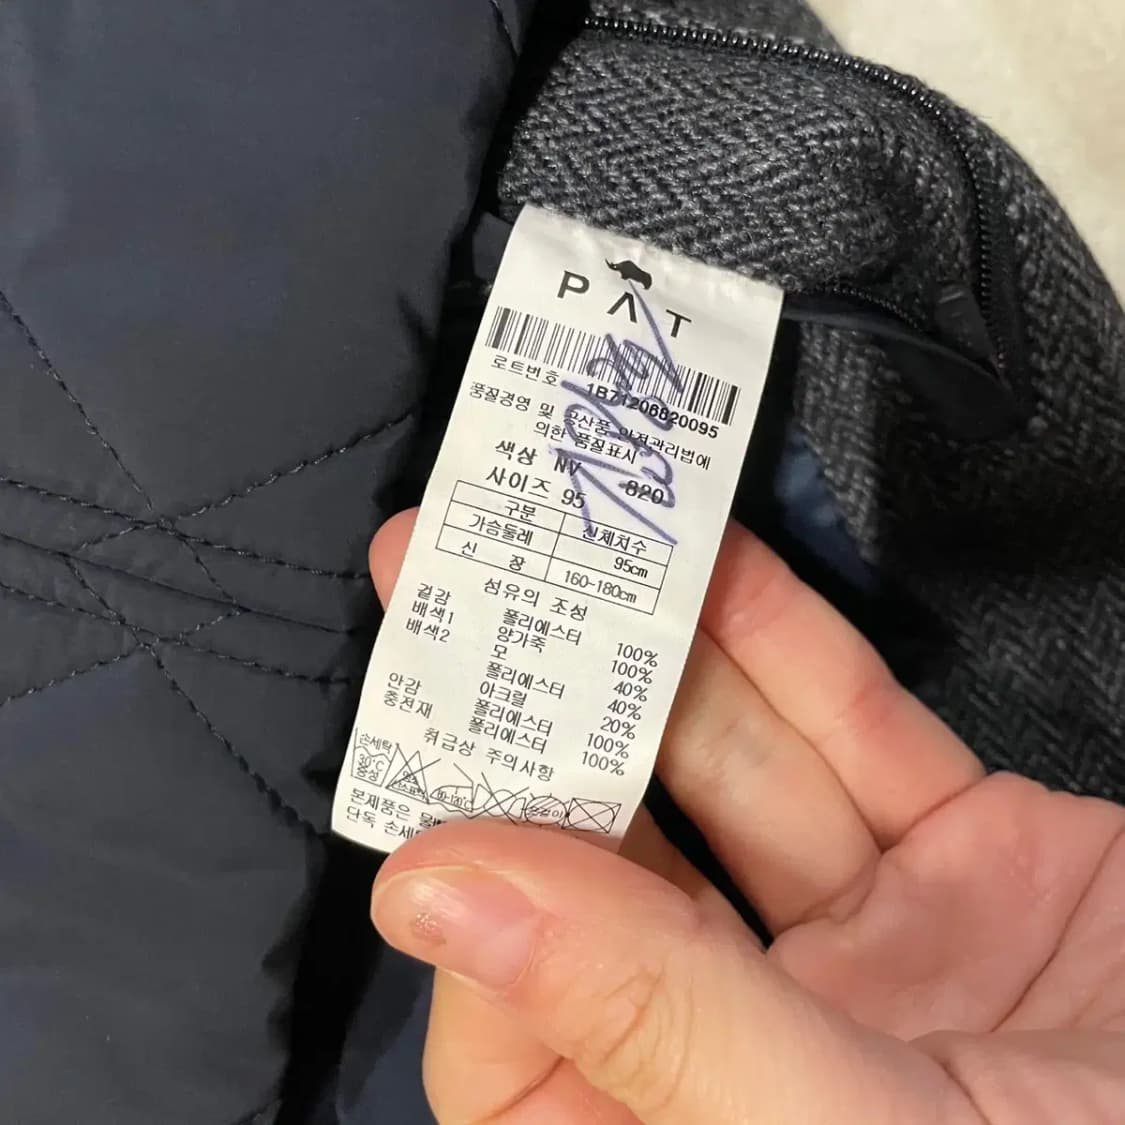 PAT
로트번호 1B71206820095
품질경영 및 공산품 안전관리법에
의한 품질표시
색상 NV 820
사이즈 95
구분 신체치수
가슴둘레 95cm
신 장 160-180cm
섬유의 조성
겉감 폴리에스터 100%
배색1 양가죽 100%
배색2 모 40%
폴리에스터 40%
아크릴 20%
안감 폴리에스터 100%
충전재 폴리에스터 100%
취급상 주의사항
손세탁
30°C
중성
옷걸이
본제품은
단독